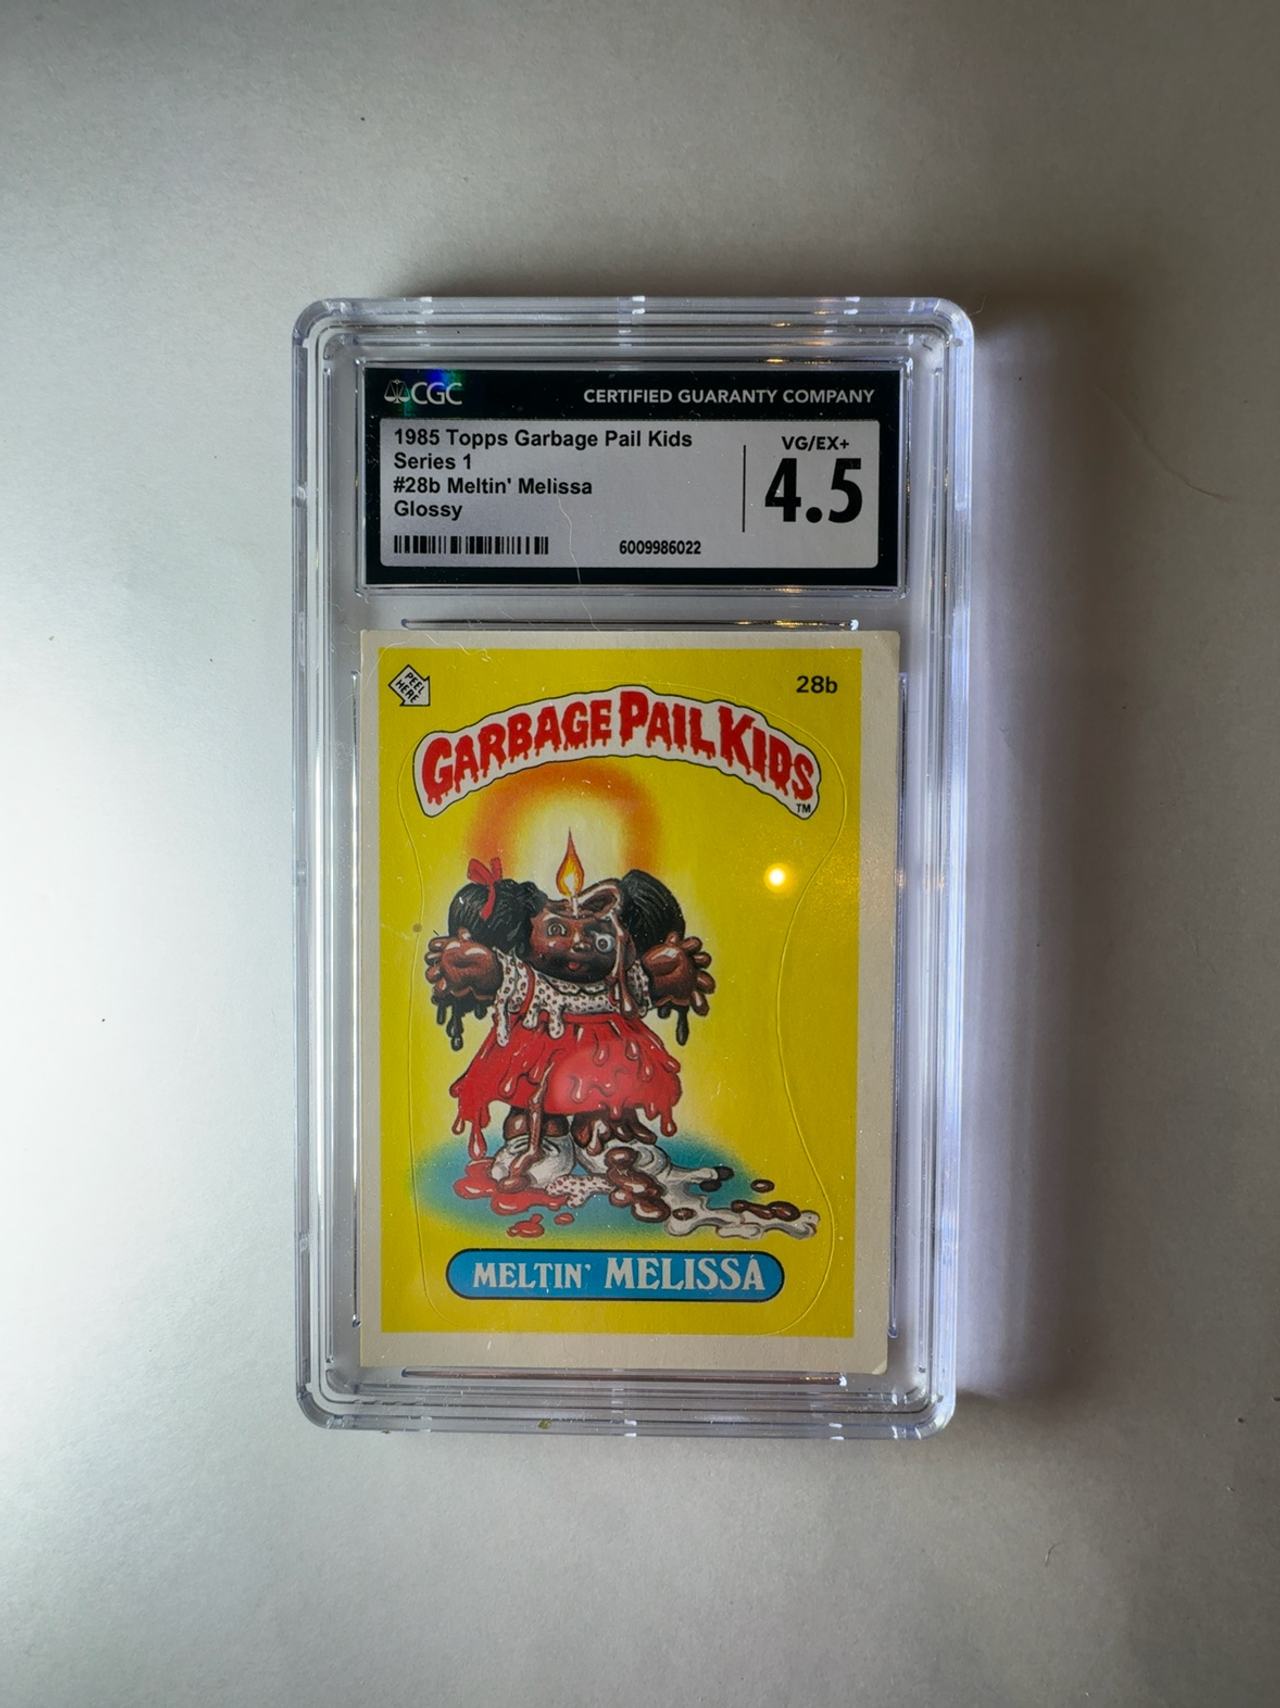 CGC CERTIFIED GUARANTY COMPANY
1985 Topps Garbage Pail Kids
Series 1
#28b Meltin' Melissa
Glossy
VG/EX+
4.5
6009986022
PEEL
HERE
28b
GARBAGE PAIL KIDS
TM
MELTIN' MELISSA